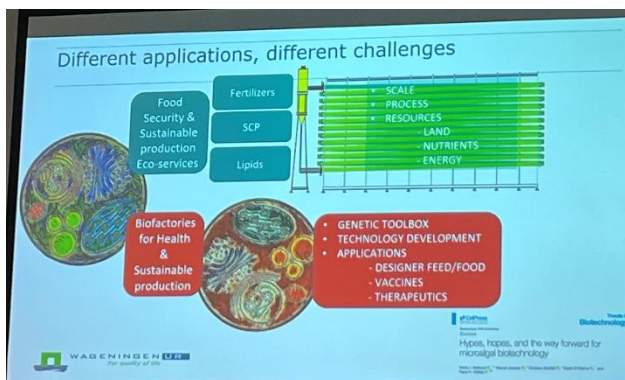 Different applications, different challenges
Food
Security &
Sustainable
production
Eco-services
Fertilizers
SCP
Lipids
• SCALE
• PROCESS
• RESOURCES
- LAND
- NUTRIENTS
- ENERGY
Biofactories
for Health
&
Sustainable
production
• GENETIC TOOLBOX
• TECHNOLOGY DEVELOPMENT
• APPLICATIONS
- DESIGNER FEED/FOOD
- VACCINES
- THERAPEUTICS
WAGENINGEN UR
For quality of life
CellPress
Trends in
Biotechnology
Hypes, hopes, and the way forward for
microalgal biotechnology